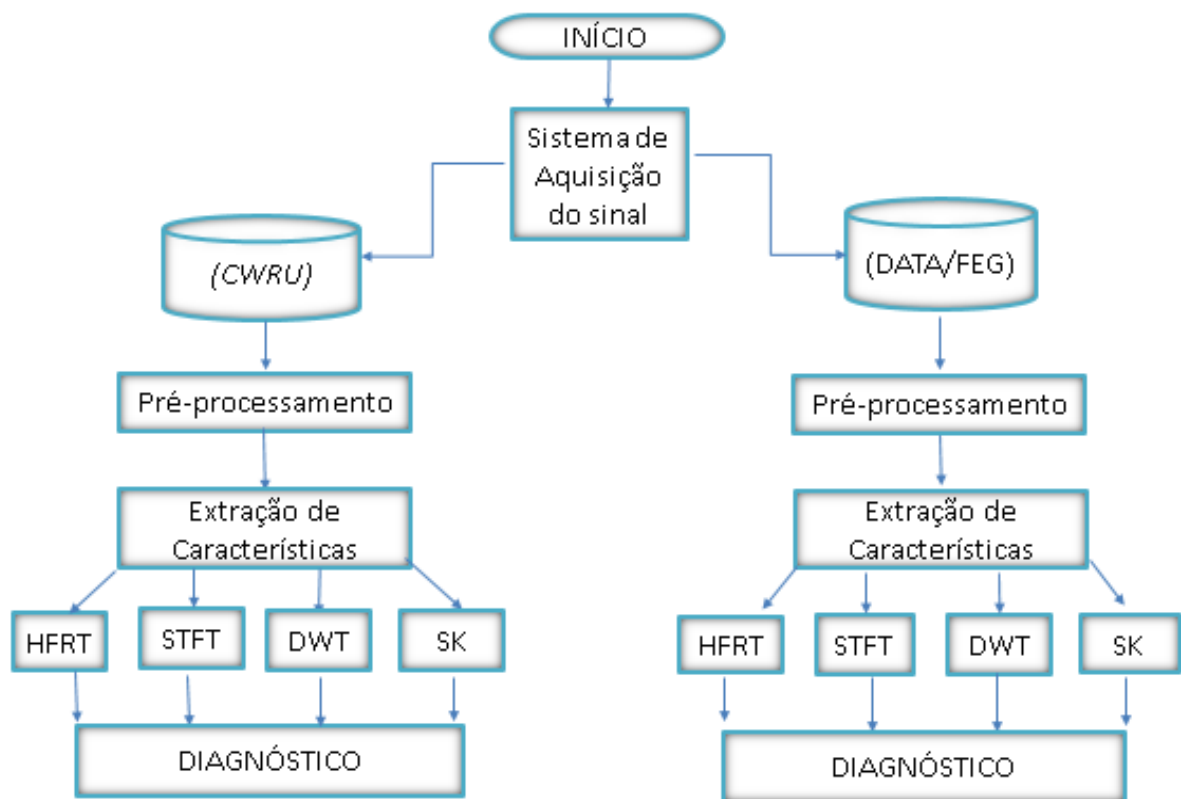 INÍCIO
Sistema de
Aquisição
do sinal
(CWRU)
(DATA/FEG)
Pré-processamento
Pré-processamento
Extração de
Características
Extração de
Características
HFRT
STFT
DWT
SK
HFRT
STFT
DWT
SK
DIAGNÓSTICO
DIAGNÓSTICO